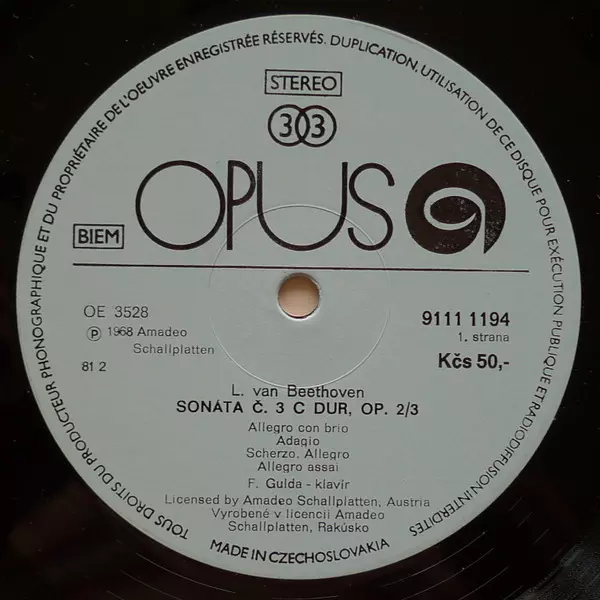 TOUS DROITS DU PRODUCTEUR PHONOGRAPHIQUE ET DU PROPRIÉTAIRE DE L'OEUVRE ENREGISTRÉE RÉSERVÉS. DUPLICATION, UTILISATION DE CE DISQUE POUR EXÉCUTION PUBLIQUE ET RADIODIFFUSION INTERDITES
STEREO
33
OPUS
BIEM
OE 3528
℗ 1968 Amadeo
Schallplatten
81 2
9111 1194
1. strana
Kčs 50,-
L. van Beethoven
SONÁTA Č. 3 C DUR, OP. 2/3
Allegro con brio
Adagio
Scherzo. Allegro
Allegro assai
F. Gulda - klavír
Licensed by Amadeo Schallplatten, Austria
Vyrobené v licencii Amadeo
Schallplatten, Rakúsko
MADE IN CZECHOSLOVAKIA